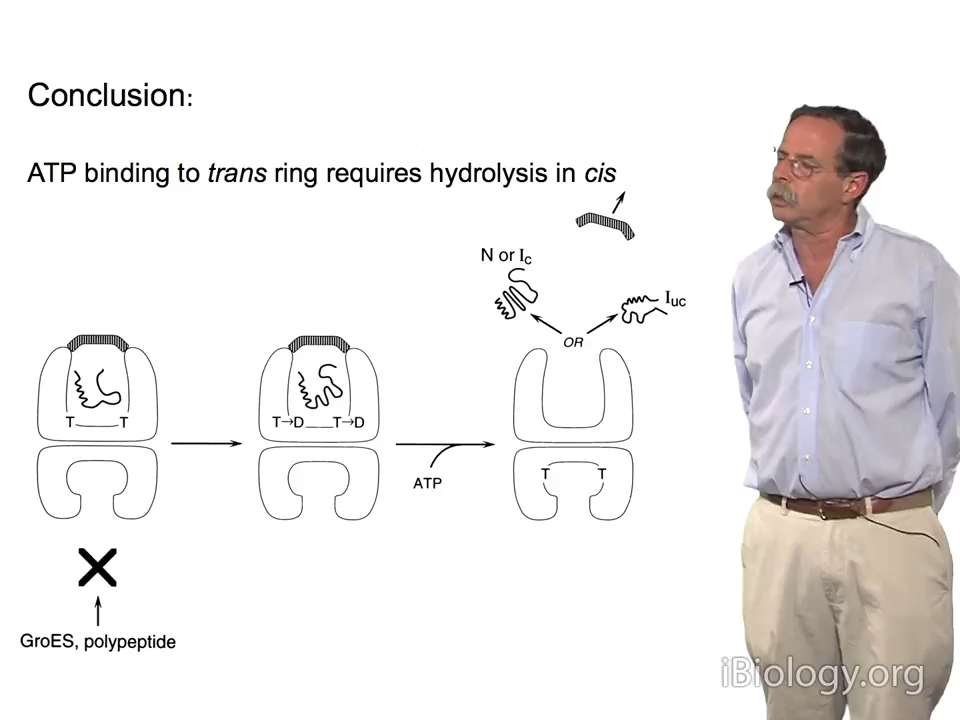 Conclusion:
ATP binding to trans ring requires hydrolysis in cis
N or Ic
Iuc
OR
T T
T→D T→D
ATP
T T
GroES, polypeptide
iBiology.org